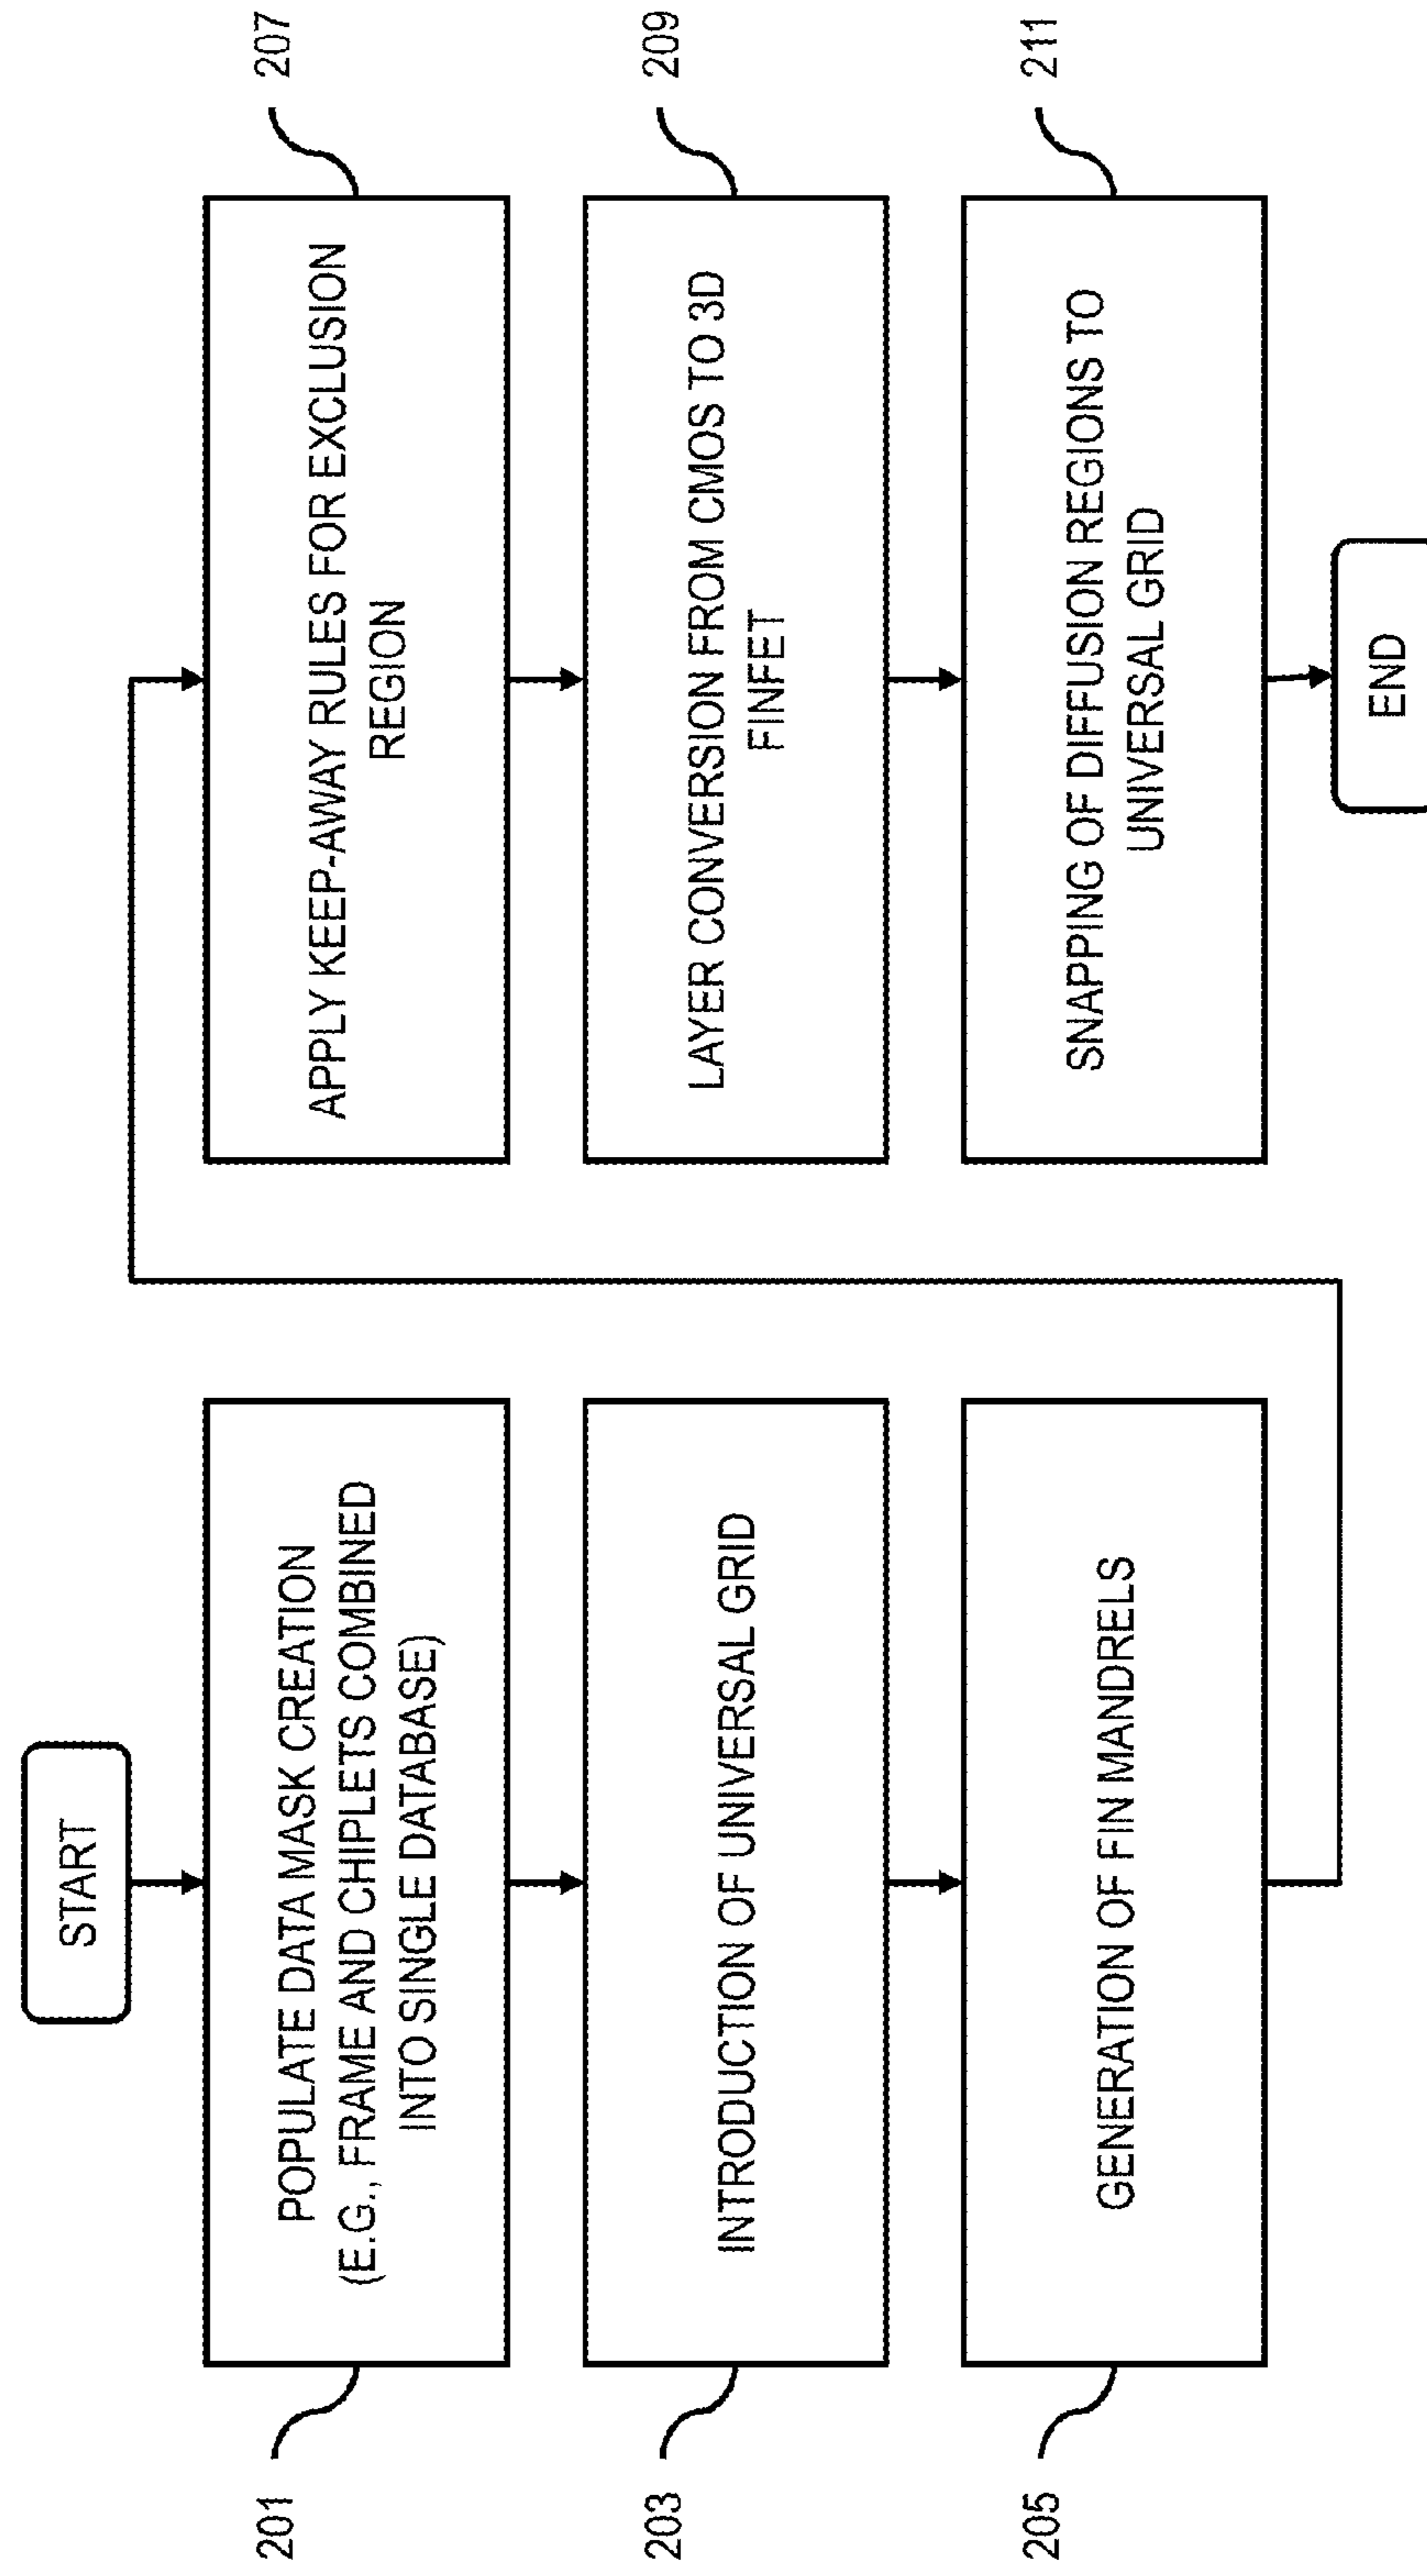 START
201
POPULATE DATA MASK CREATION
(E.G., FRAME AND CHIPLETS COMBINED
INTO SINGLE DATABASE)
203
INTRODUCTION OF UNIVERSAL GRID
205
GENERATION OF FIN MANDRELS
207
APPLY KEEP-AWAY RULES FOR EXCLUSION
REGION
209
LAYER CONVERSION FROM CMOS TO 3D
FINFET
211
SNAPPING OF DIFFUSION REGIONS TO
UNIVERSAL GRID
END